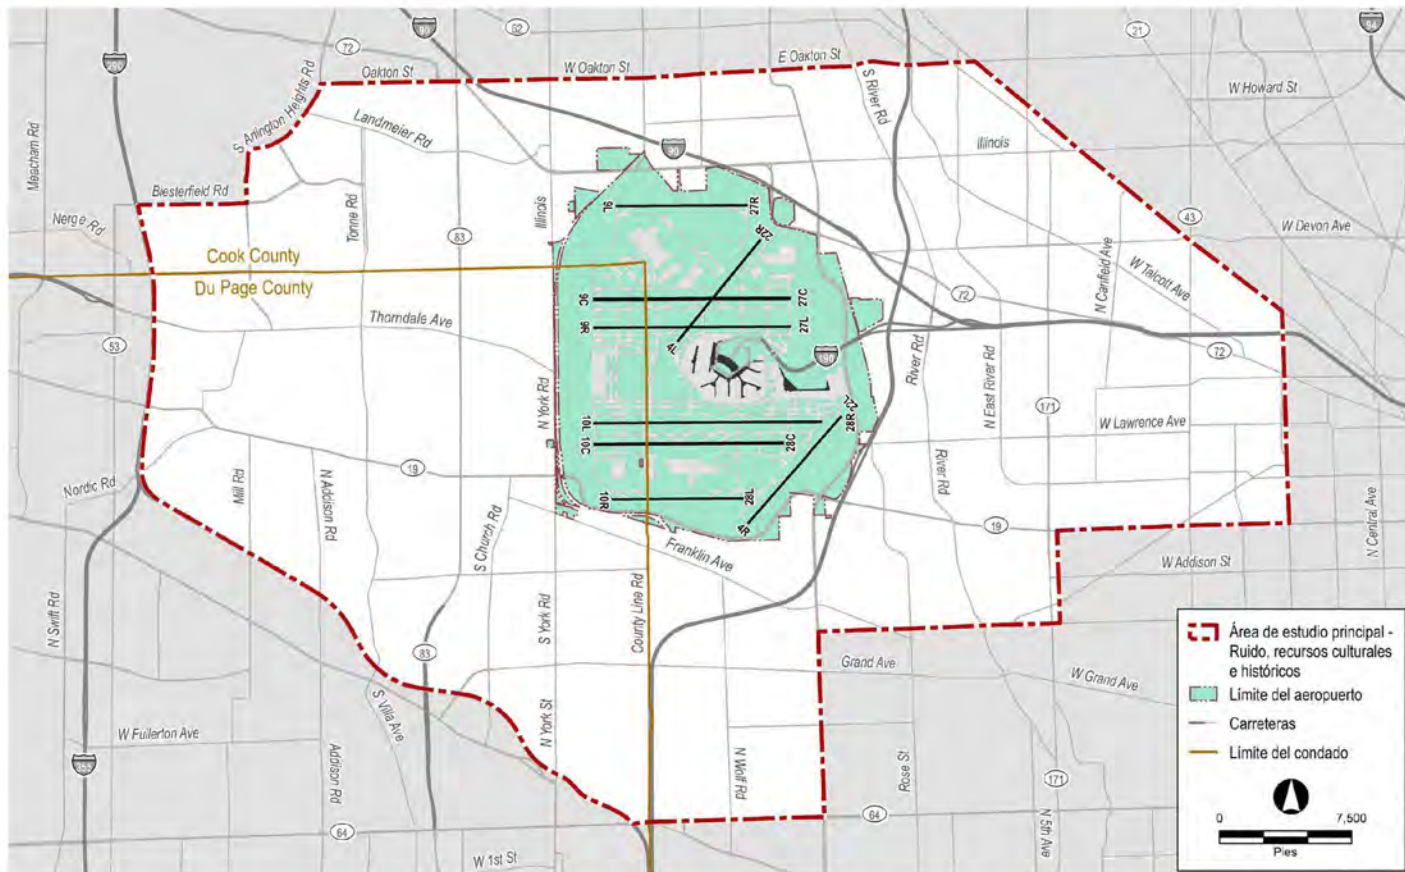 90
62
21
94
290
72
Oakton St
W Oakton St
E Oakton St
S River Rd
W Howard St
S Arlington Heights Rd
Landmeier Rd
90
Illinois
Meacham Rd
Biesterfield Rd
Nerge Rd
Tonne Rd
83
Illinois
9L
27R
22R
43
W Devon Ave
N Canfield Ave
W Talcott Ave
Cook County
Du Page County
9C
27C
72
Thorndale Ave
9R
27L
53
4L
190
72
River Rd
N East River Rd
171
N York Rd
22L
28R
W Lawrence Ave
10L
10C
28C
19
Nordic Rd
Mill Rd
N Addison Rd
S Church Rd
10R
28L
4R
River Rd
19
N Central Ave
Franklin Ave
W Addison St
N Swift Rd
S York Rd
County Line Rd
83
Grand Ave
W Grand Ave
S Villa Ave
N York St
W Fullerton Ave
Addison Rd
N Wolf Rd
Rose St
171
64
64
N 5th Ave
W 1st St
Área de estudio principal -
Ruido, recursos culturales
e históricos
Límite del aeropuerto
Carreteras
Límite del condado
0
7,500
Pies